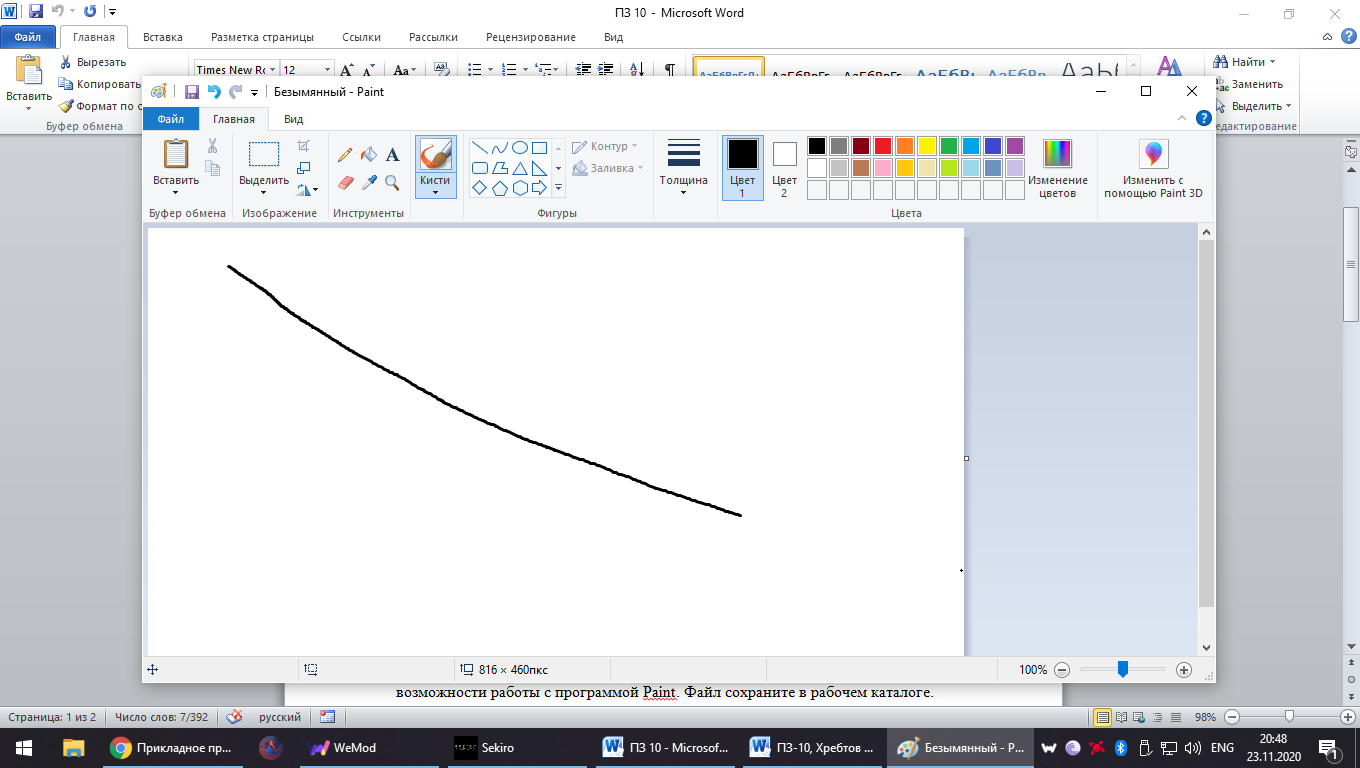 ПЗ 10 - Microsoft Word
Файл Главная Вставка Разметка страницы Ссылки Рассылки Рецензирование Вид
Вставить
Вырезать
Копировать
Формат по
Буфер обмена
Times New Ro 12
Aa
АаБбВвГг
Найти
Заменить
Выделить
едактирование
Безымянный - Paint
Файл Главная Вид
Вставить
Буфер обмена
Выделить
Изображение
A
Инструменты
Кисти
Контур
Заливка
Фигуры
Толщина
Цвет
1
Цвет
2
Цвета
Изменение
цветов
Изменить с
помощью Paint 3D
816 × 460пкс
100%
возможности работы с программой Paint. Файл сохраните в рабочем каталоге.
Страница: 1 из 2 Число слов: 7/392 русский 98%
Прикладное пр... WeMod Sekiro ПЗ 10 - Microsof... ПЗ-10, Хребтов ... Безымянный - P... ENG
20:48
23.11.2020
1